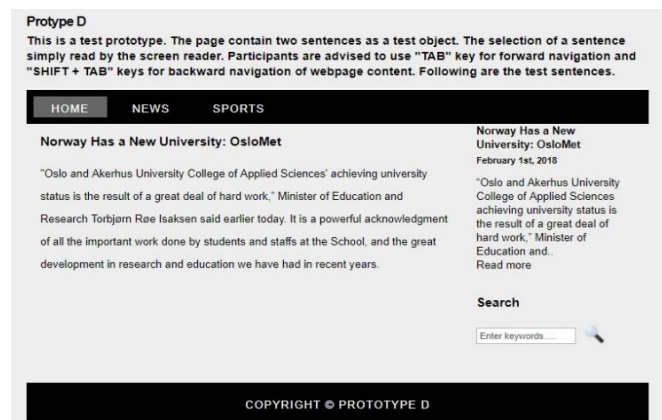 Protype D
This is a test prototype. The page contain two sentences as a test object. The selection of a sentence
simply read by the screen reader. Participants are advised to use "TAB" key for forward navigation and
"SHIFT + TAB" keys for backward navigation of webpage content. Following are the test sentences.
HOME NEWS SPORTS
Norway Has a New University: OsloMet
"Oslo and Akerhus University College of Applied Sciences' achieving university
status is the result of a great deal of hard work," Minister of Education and
Research Torbjørn Røe Isaksen said earlier today. It is a powerful acknowledgment
of all the important work done by students and staffs at the School, and the great
development in research and education we have had in recent years.
Norway Has a New
University: OsloMet
February 1st, 2018
"Oslo and Akerhus University
College of Applied Sciences
achieving university status is
the result of a great deal of
hard work," Minister of
Education and..
Read more
Search
Enter keywords.....
COPYRIGHT © PROTOTYPE D